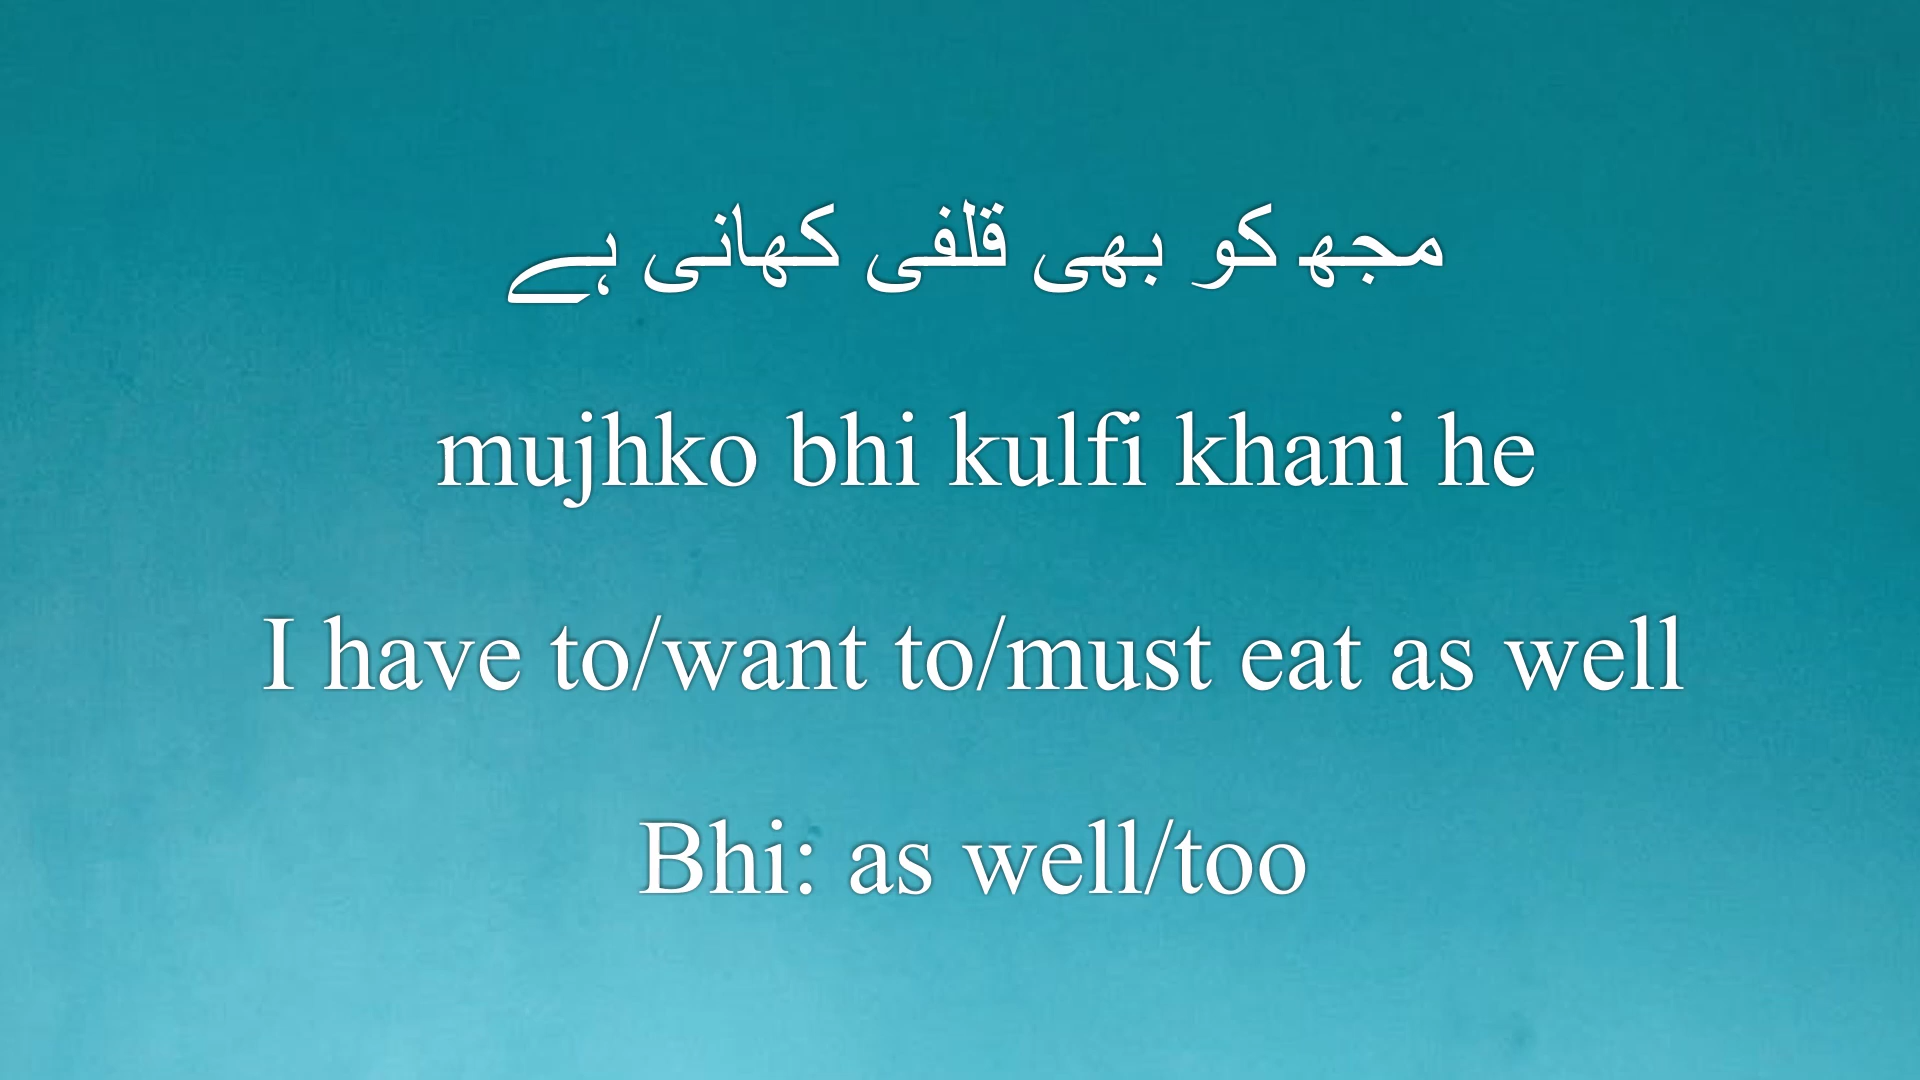 مجھ کو بھی قلفی کھانی ہے
mujhko bhi kulfi khani he
I have to/want to/must eat as well
Bhi: as well/too